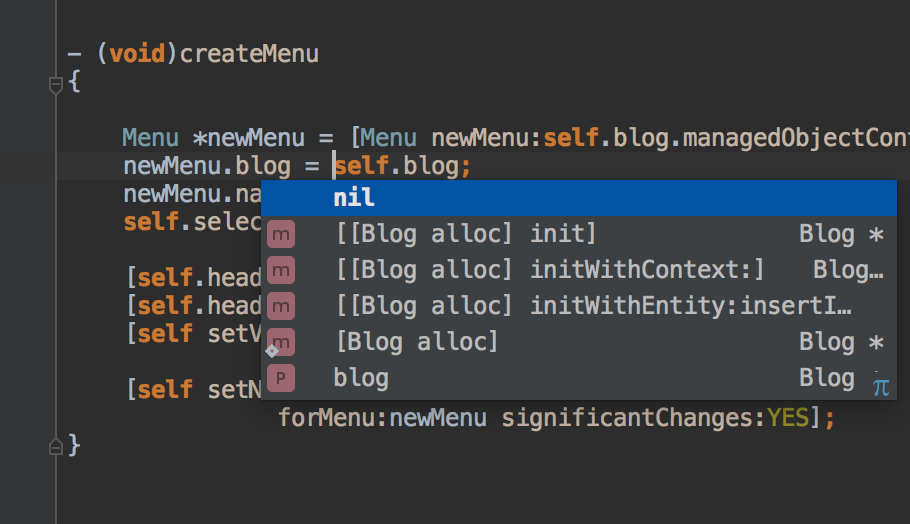 − (void)createMenu
{
Menu *newMenu = [Menu newMenu:self.blog.managedObjectCont
newMenu.blog = self.blog;
newMenu.na
nil
self.selec
m [[Blog alloc] init] Blog *
m [[Blog alloc] initWithContext:] Blog…
[self.head
[self.head
m [[Blog alloc] initWithEntity:insertI…
[self setV
m [Blog alloc] Blog *
[self setN
P blog Blog π
forMenu:newMenu significantChanges:YES];
}